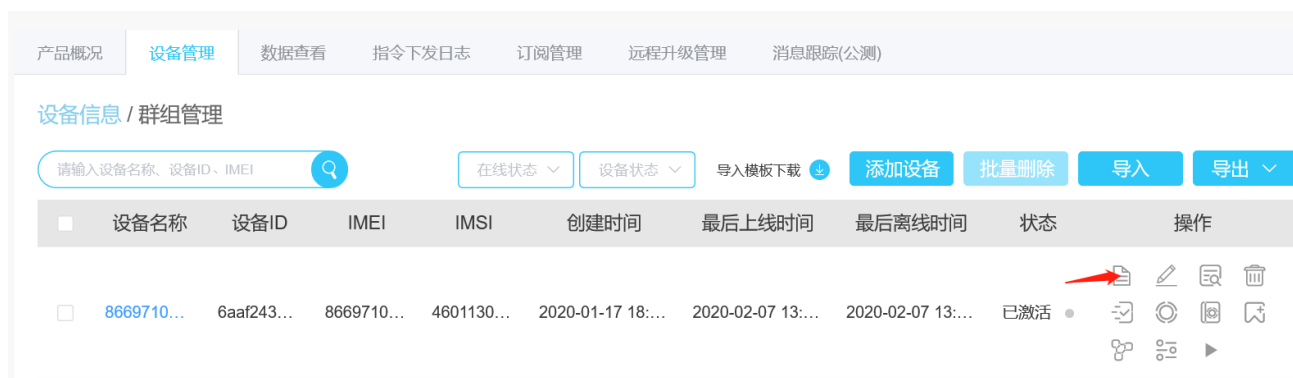 产品概况 设备管理 数据查看 指令下发日志 订阅管理 远程升级管理 消息跟踪(公测)
设备信息 / 群组管理
请输入设备名称、设备ID、IMEI 在线状态 设备状态 导入模板下载 添加设备 批量删除 导入 导出
设备名称 设备ID IMEI IMSI 创建时间 最后上线时间 最后离线时间 状态 操作
8669710... 6aaf243... 8669710... 4601130... 2020-01-17 18:... 2020-02-07 13:... 2020-02-07 13:... 已激活